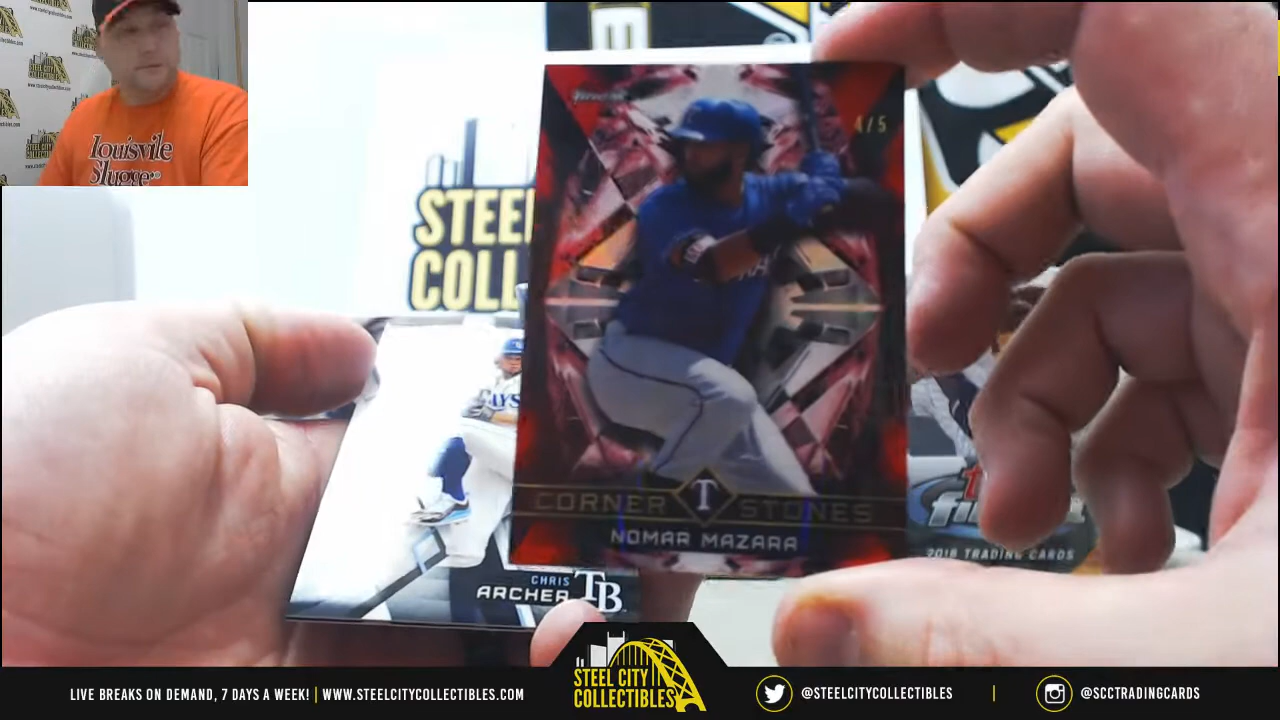 Louisville
Slugger
STEEL
COLL
4/5
CORNER T STONES
NOMAR MAZARA
RAYS
CHRIS
ARCHER TB
2018 TRADING CARDS
LIVE BREAKS ON DEMAND, 7 DAYS A WEEK! | WWW.STEELCITYCOLLECTIBLES.COM
STEEL CITY
COLLECTIBLES
@STEELCITYCOLLECTIBLES | @SCCTRADINGCARDS